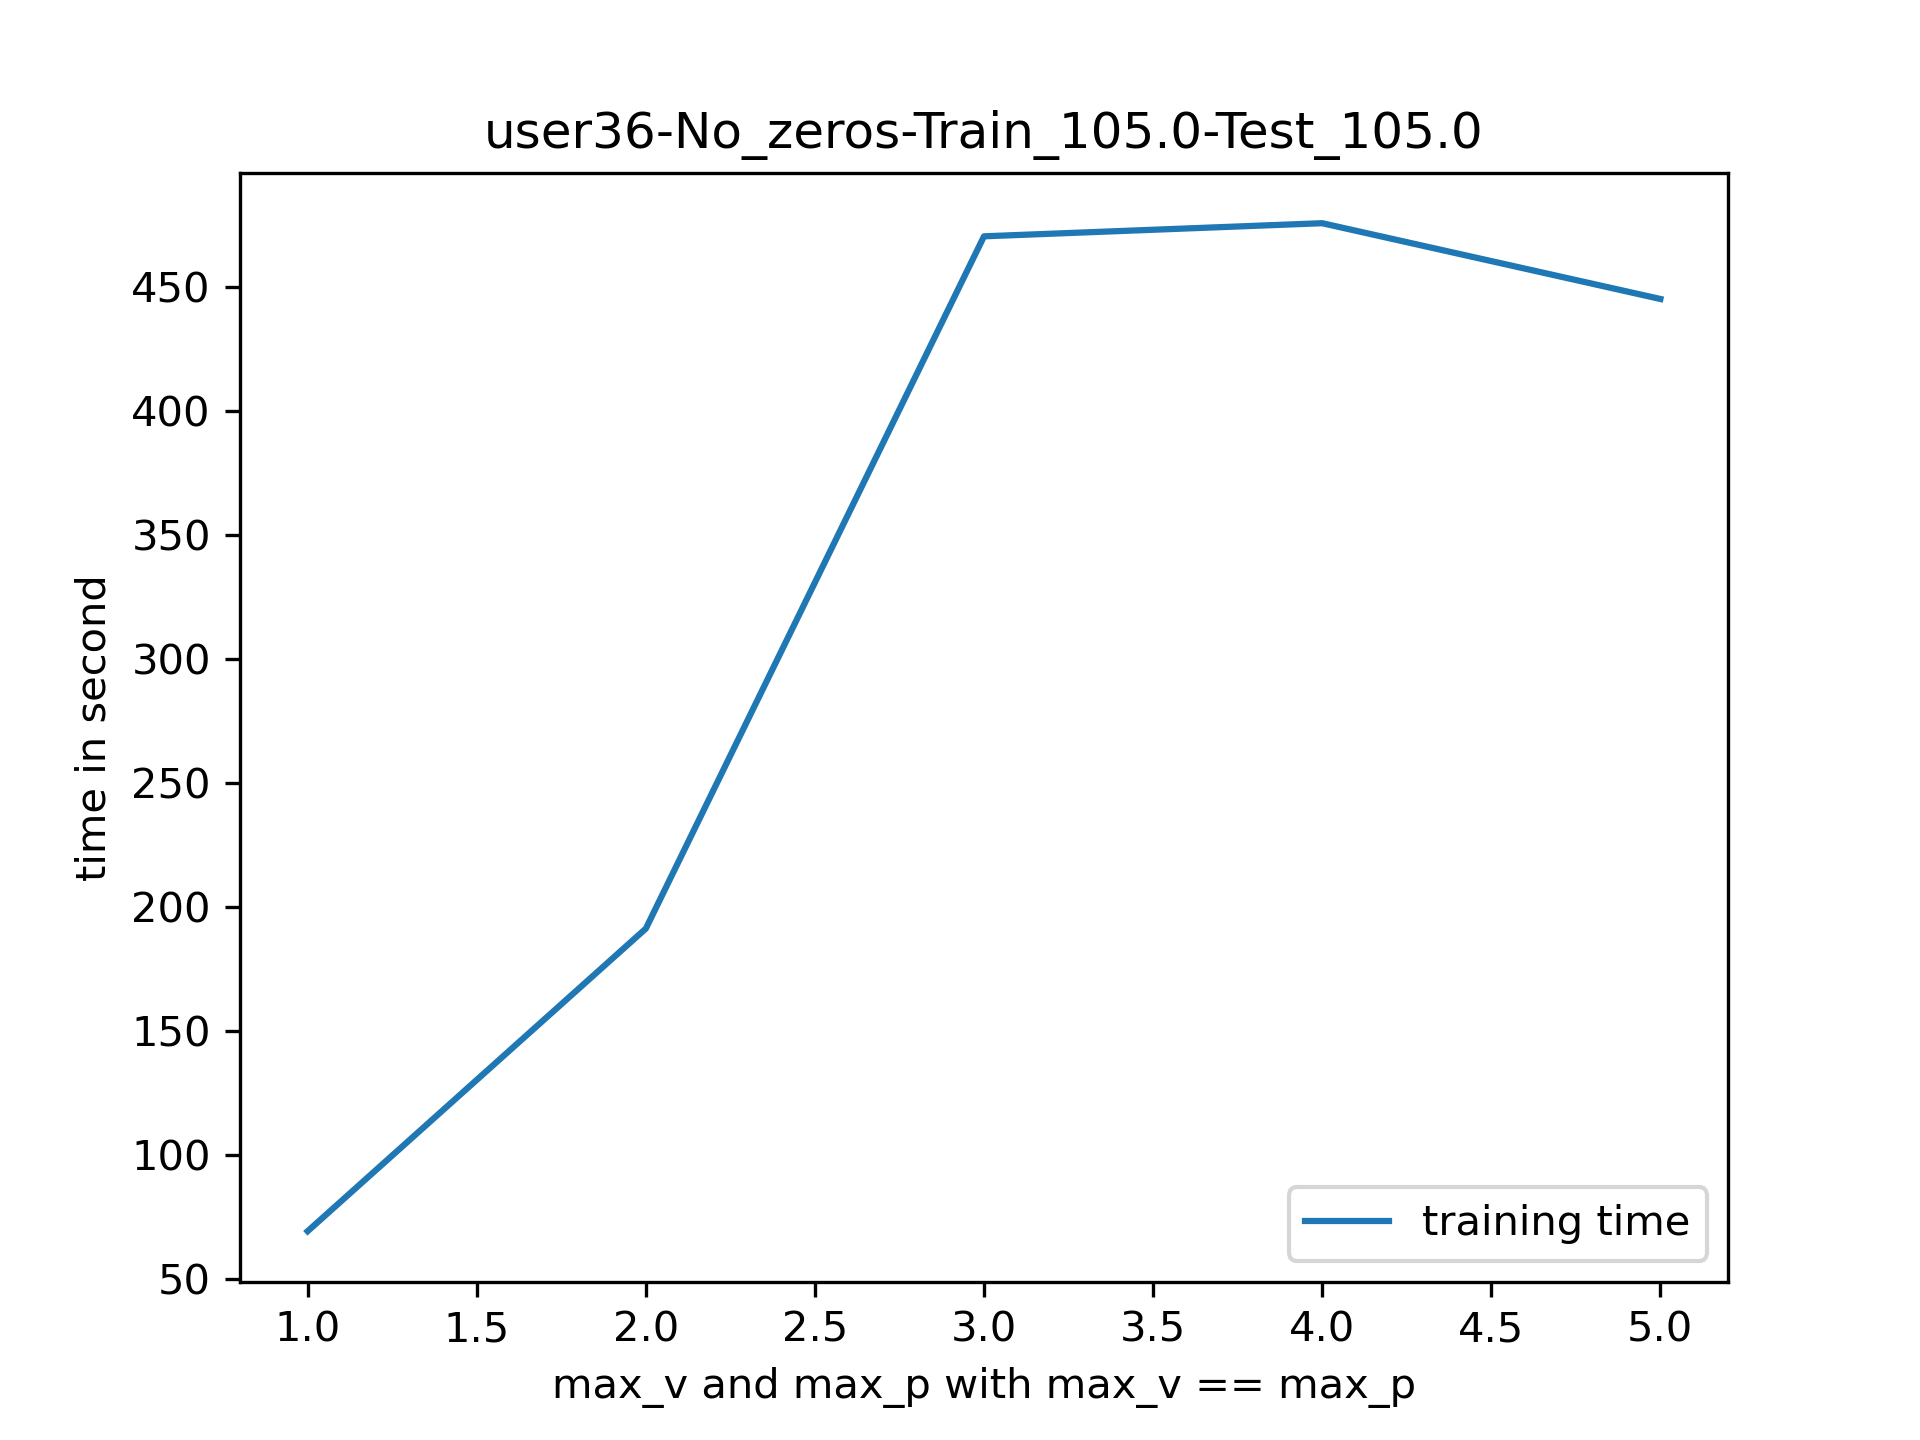 user36-No_zeros-Train_105.0-Test_105.0
450
400
350
300
250
200
150
100
50
time in second
training time
1.0 1.5 2.0 2.5 3.0 3.5 4.0 4.5 5.0
max_v and max_p with max_v == max_p